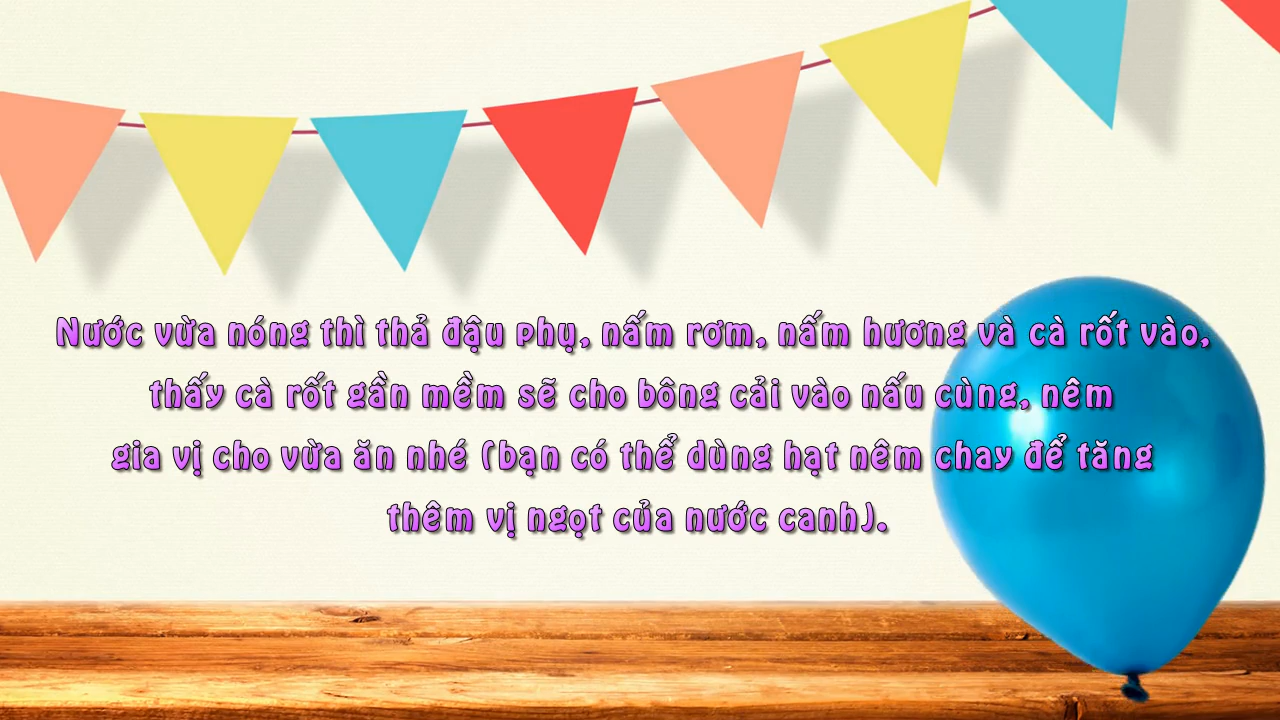 Nước vừa nóng thì thả đậu phụ, nấm rơm, nấm hương và cà rốt vào,
thấy cà rốt gần mềm sẽ cho bông cải vào nấu cùng, nêm
gia vị cho vừa ăn nhé (bạn có thể dùng hạt nêm chay để tăng
thêm vị ngọt của nước canh).